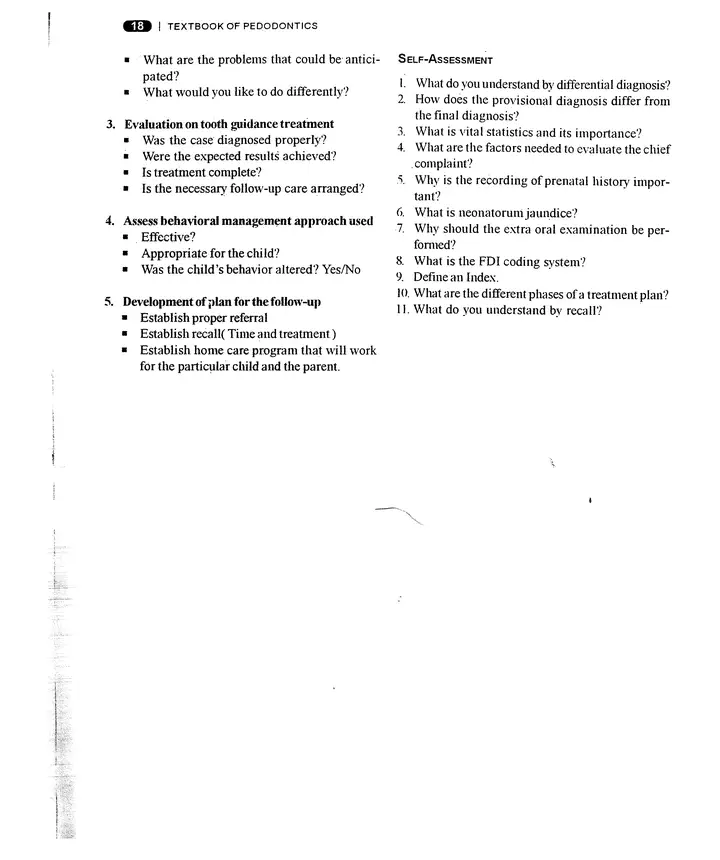 18 | TEXTBOOK OF PEDODONTICS
▪ What are the problems that could be antici-
pated?
▪ What would you like to do differently?
3. Evaluation on tooth guidance treatment
▪ Was the case diagnosed properly?
▪ Were the expected results achieved?
▪ Is treatment complete?
▪ Is the necessary follow-up care arranged?
4. Assess behavioral management approach used
▪ Effective?
▪ Appropriate for the child?
▪ Was the child's behavior altered? Yes/No
5. Development of plan for the follow-up
▪ Establish proper referral
▪ Establish recall( Time and treatment )
▪ Establish home care program that will work
for the particular child and the parent.
SELF-ASSESSMENT
1. What do you understand by differential diagnosis?
2. How does the provisional diagnosis differ from
the final diagnosis?
3. What is vital statistics and its importance?
4. What are the factors needed to evaluate the chief
complaint?
5. Why is the recording of prenatal history impor-
tant?
6. What is neonatorum jaundice?
7. Why should the extra oral examination be per-
formed?
8. What is the FDI coding system?
9. Define an Index.
10. What are the different phases of a treatment plan?
11. What do you understand by recall?